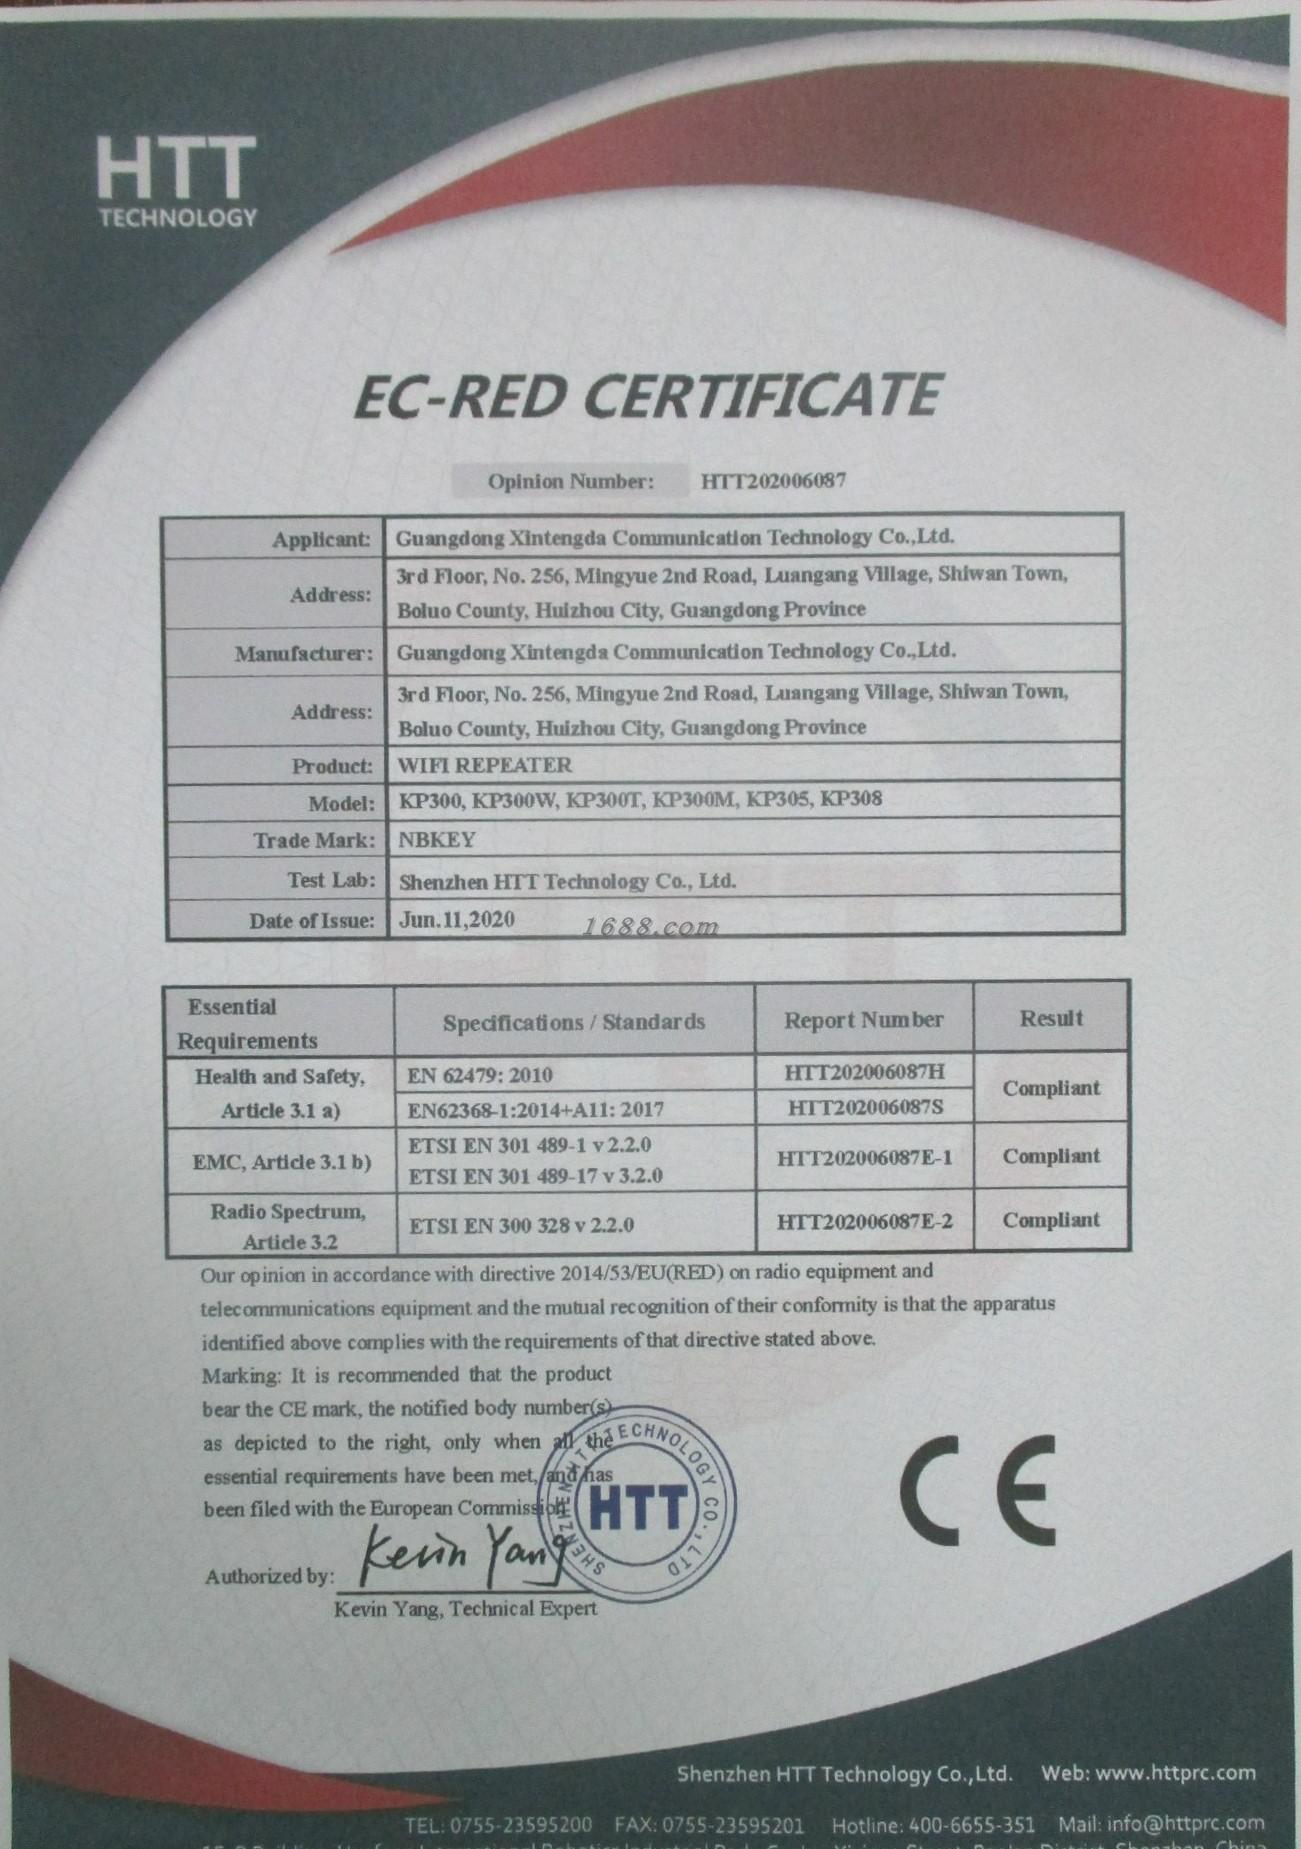 HTT
TECHNOLOGY
EC-RED CERTIFICATE
Opinion Number: HTT202006087
Applicant: Guangdong Xintengda Communication Technology Co.,Ltd.
Address: 3rd Floor, No. 256, Mingyue 2nd Road, Luangang Village, Shiwan Town,
Boluo County, Huizhou City, Guangdong Province
Manufacturer: Guangdong Xintengda Communication Technology Co.,Ltd.
Address: 3rd Floor, No. 256, Mingyue 2nd Road, Luangang Village, Shiwan Town,
Boluo County, Huizhou City, Guangdong Province
Product: WIFI REPEATER
Model: KP300, KP300W, KP300T, KP300M, KP305, KP308
Trade Mark: NBKEY
Test Lab: Shenzhen HTT Technology Co., Ltd.
Date of Issue: Jun.11,2020
1688.com
Essential
Requirements
Specifications / Standards
Report Number
Result
Health and Safety,
Article 3.1 a)
EN 62479: 2010
HTT202006087H
EN62368-1:2014+A11: 2017
HTT202006087S
Compliant
EMC, Article 3.1 b)
ETSI EN 301 489-1 v 2.2.0
ETSI EN 301 489-17 v 3.2.0
HTT202006087E-1
Compliant
Radio Spectrum,
Article 3.2
ETSI EN 300 328 v 2.2.0
HTT202006087E-2
Compliant
Our opinion in accordance with directive 2014/53/EU(RED) on radio equipment and
telecommunications equipment and the mutual recognition of their conformity is that the apparatus
identified above complies with the requirements of that directive stated above.
Marking: It is recommended that the product
bear the CE mark, the notified body number(s)
as depicted to the right, only when all the
essential requirements have been met, and has
been filed with the European Commission
SHENZHEN HTT TECHNOLOGY CO., LTD
HTT
CE
Kevin Yang
Authorized by:
Kevin Yang, Technical Expert
Shenzhen HTT Technology Co.,Ltd. Web: www.httprc.com
TEL: 0755-23595200 FAX: 0755-23595201 Hotline: 400-6655-351 Mail: info@httprc.com